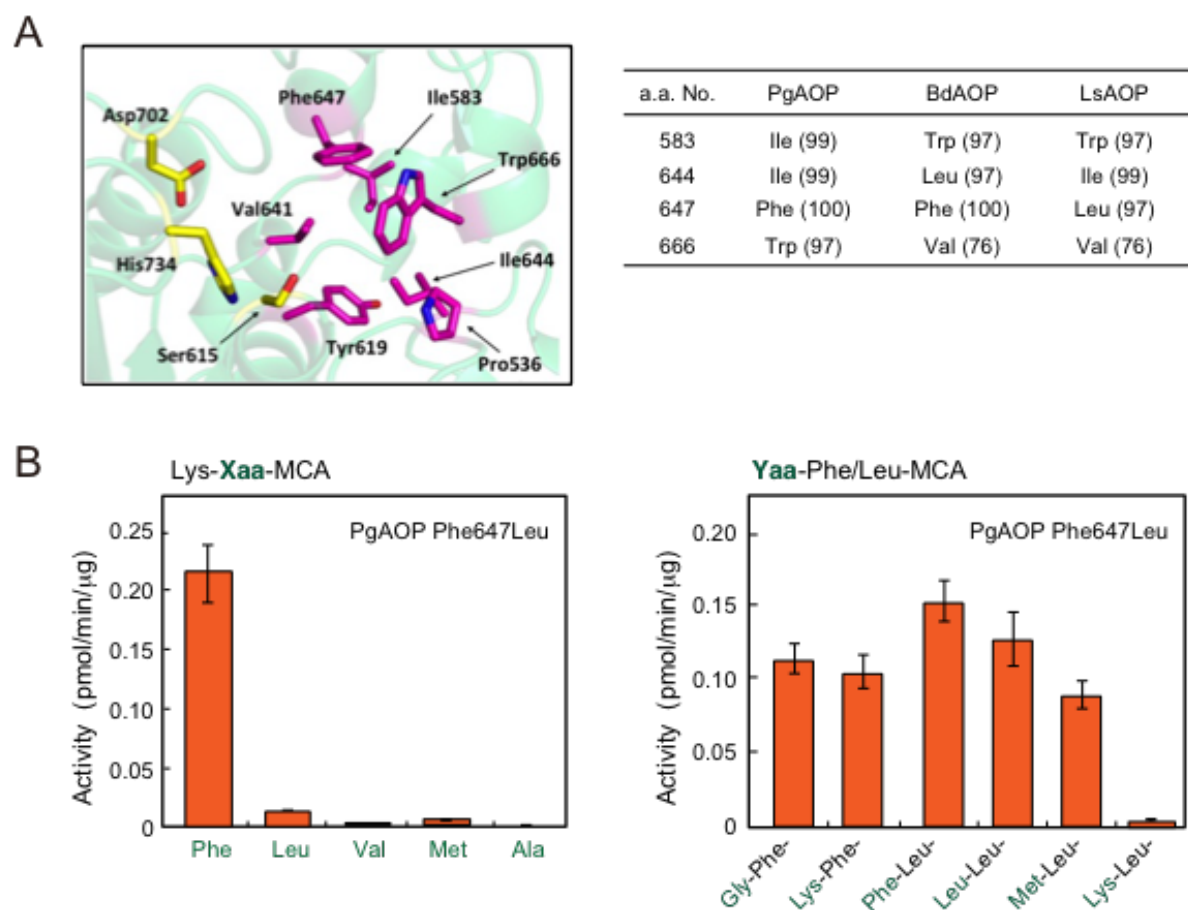 A
Phe647
Ile583
Asp702
Trp666
Val641
His734
Ile644
Ser615
Tyr619
Pro536
a.a. No. PgAOP BdAOP LsAOP
583 Ile (99) Trp (97) Trp (97)
644 Ile (99) Leu (97) Ile (99)
647 Phe (100) Phe (100) Leu (97)
666 Trp (97) Val (76) Val (76)
B
Lys-Xaa-MCA
PgAOP Phe647Leu
Activity (pmol/min/μg)
0.25
0.20
0.15
0.10
0.05
0
Phe Leu Val Met Ala
Yaa-Phe/Leu-MCA
PgAOP Phe647Leu
Activity (pmol/min/μg)
0.20
0.15
0.10
0.05
0
Gly-Phe-
Lys-Phe-
Phe-Leu-
Leu-Leu-
Met-Leu-
Lys-Leu-